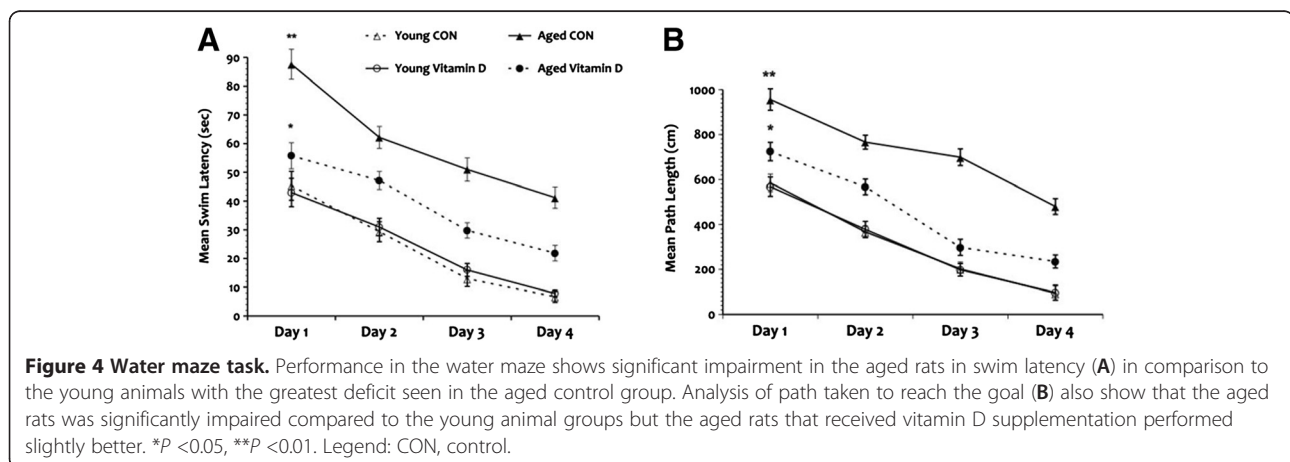 A
** Young CON Aged CON
Young Vitamin D Aged Vitamin D
Mean Swim Latency (sec)
90
80
70
60
50
40
30
20
10
0
*
Day 1 Day 2 Day 3 Day 4
B
**
*
Mean Path Length (cm)
1000
800
600
400
200
0
Day 1 Day 2 Day 3 Day 4
Figure 4 Water maze task. Performance in the water maze shows significant impairment in the aged rats in swim latency (A) in comparison to
the young animals with the greatest deficit seen in the aged control group. Analysis of path taken to reach the goal (B) also show that the aged
rats was significantly impaired compared to the young animal groups but the aged rats that received vitamin D supplementation performed
slightly better. *P <0.05, **P <0.01. Legend: CON, control.